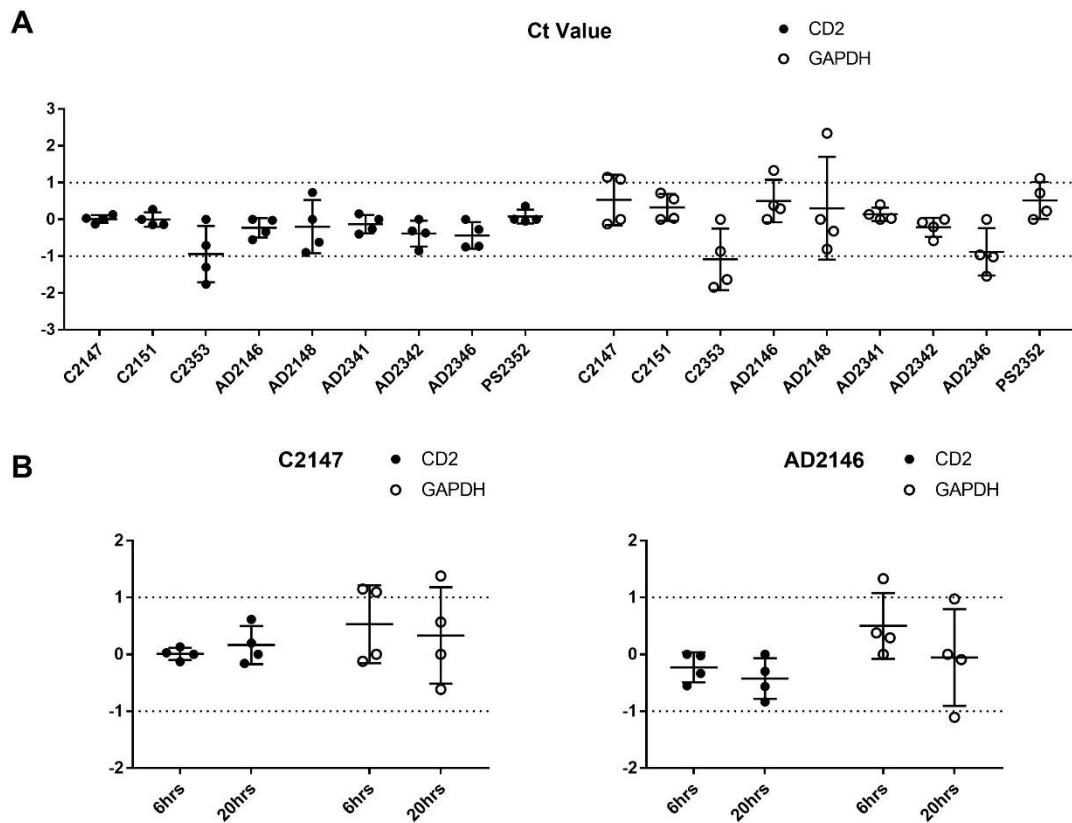 A
Ct Value
CD2
GAPDH
3
2
1
0
-1
-2
-3
C2147
C2151
C2353
AD2146
AD2148
AD2341
AD2342
AD2346
PS2352
C2147
C2151
C2353
AD2146
AD2148
AD2341
AD2342
AD2346
PS2352
B
C2147
CD2
GAPDH
2
1
0
-1
-2
6hrs
20hrs
6hrs
20hrs
AD2146
CD2
GAPDH
2
1
0
-1
-2
6hrs
20hrs
6hrs
20hrs